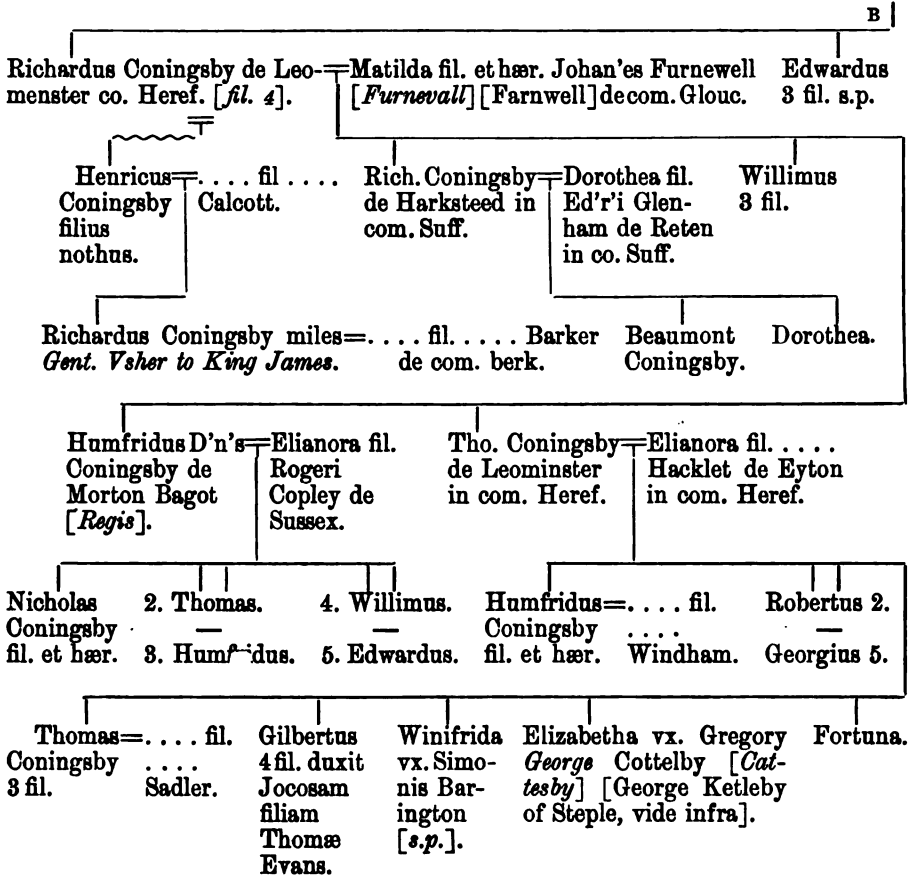 B
Richardus Coningsby de Leo-=Matilda fil. et hær. Johan'es Furnewell
menster co. Heref. [fil. 4].
[Furnevall] [Farnwell] de com. Glouc.
Edwardus
3 fil. s.p.
Henricus=. . . . fil . . . .
Coningsby
filius
nothus.
Calcott.
Rich. Coningsby=Dorothea fil.
de Harksteed in
com. Suff.
Ed'r'i Glen-
ham de Reten
in co. Suff.
Willimus
3 fil.
Richardus Coningsby miles=. . . . fil. . . . . Barker
Gent. Vsher to King James.
de com. berk.
Beaumont
Coningsby.
Dorothea.
Humfridus D'n's=Elianora fil.
Coningsby de
Morton Bagot
[Regis].
Rogeri
Copley de
Sussex.
Tho. Coningsby=Elianora fil. . . . .
de Leominster
in com. Heref.
Hacklet de Eyton
in com. Heref.
Nicholas
Coningsby
fil. et hær.
2. Thomas.
—
3. Humfridus.
4. Willimus.
—
5. Edwardus.
Humfridus=. . . . fil.
Coningsby
fil. et hær.
. . . .
Windham.
Robertus 2.
—
Georgius 5.
Thomas=. . . . fil.
Coningsby
3 fil.
. . . .
Sadler.
Gilbertus
4 fil. duxit
Jocosam
filiam
Thomæ
Evans.
Winifrida
vx. Simo-
nis Bar-
ington
[s.p.].
Elizabetha vx. Gregory
George Cottelby [Cat-
tesby] [George Ketleby
of Steple, vide infra].
Fortuna.